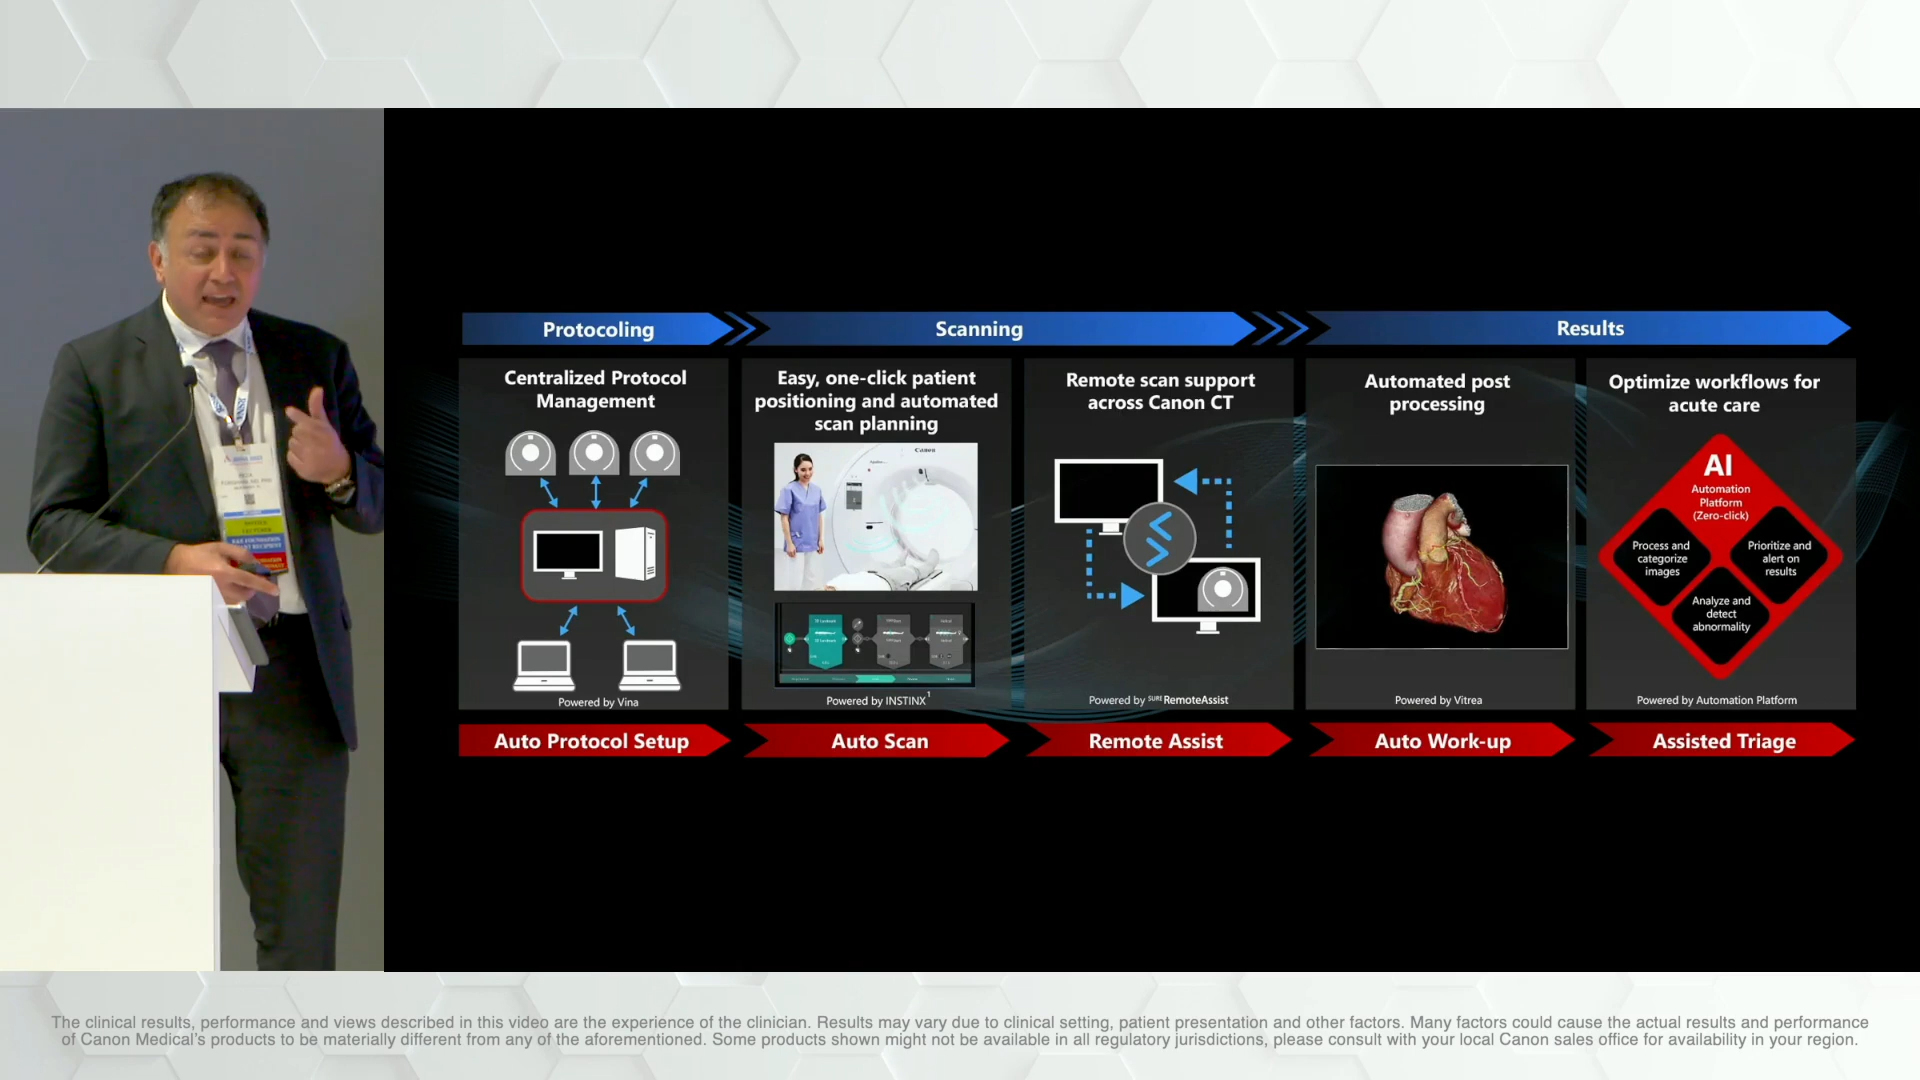 Protocoling
Scanning
Results
Centralized Protocol
Management
Powered by Vina
Easy, one-click patient
positioning and automated
scan planning
Canon
Powered by INSTINX¹
Remote scan support
across Canon CT
Powered by SURE RemoteAssist
Automated post
processing
Powered by Vitrea
Optimize workflows for
acute care
AI
Automation
Platform
(Zero-click)
Process and
categorize
images
Prioritize and
alert on
results
Analyze and
detect
abnormality
Powered by Automation Platform
Auto Protocol Setup
Auto Scan
Remote Assist
Auto Work-up
Assisted Triage
The clinical results, performance and views described in this video are the experience of the clinician. Results may vary due to clinical setting, patient presentation and other factors. Many factors could cause the actual results and performance
of Canon Medical's products to be materially different from any of the aforementioned. Some products shown might not be available in all regulatory jurisdictions, please consult with your local Canon sales office for availability in your region.